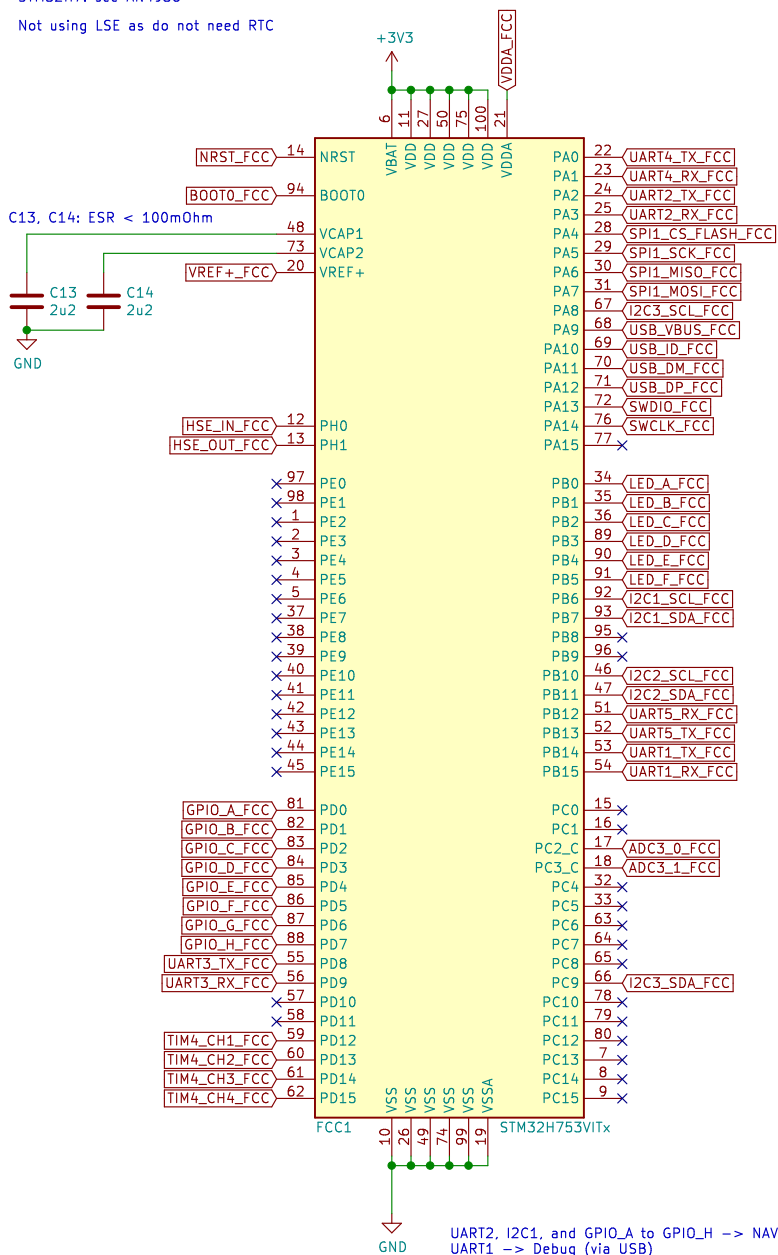 Not using LSE as do not need RTC
+3V3
VDDA_FCC
6 11 27 50 75 100 21
VBAT VDD VDD VDD VDD VDD VDDA
NRST_FCC 14 NRST
BOOT0_FCC 94 BOOT0
C13, C14: ESR < 100mOhm
48 VCAP1
73 VCAP2
VREF+_FCC 20 VREF+
C13
2u2
C14
2u2
GND
HSE_IN_FCC 12 PH0
HSE_OUT_FCC 13 PH1
97 PE0
98 PE1
1 PE2
2 PE3
3 PE4
4 PE5
5 PE6
37 PE7
38 PE8
39 PE9
40 PE10
41 PE11
42 PE12
43 PE13
44 PE14
45 PE15
GPIO_A_FCC 81 PD0
GPIO_B_FCC 82 PD1
GPIO_C_FCC 83 PD2
GPIO_D_FCC 84 PD3
GPIO_E_FCC 85 PD4
GPIO_F_FCC 86 PD5
GPIO_G_FCC 87 PD6
GPIO_H_FCC 88 PD7
UART3_TX_FCC 55 PD8
UART3_RX_FCC 56 PD9
57 PD10
58 PD11
TIM4_CH1_FCC 59 PD12
TIM4_CH2_FCC 60 PD13
TIM4_CH3_FCC 61 PD14
TIM4_CH4_FCC 62 PD15
PA0 22 UART4_TX_FCC
PA1 23 UART4_RX_FCC
PA2 24 UART2_TX_FCC
PA3 25 UART2_RX_FCC
PA4 28 SPI1_CS_FLASH_FCC
PA5 29 SPI1_SCK_FCC
PA6 30 SPI1_MISO_FCC
PA7 31 SPI1_MOSI_FCC
PA8 67 I2C3_SCL_FCC
PA9 68 USB_VBUS_FCC
PA10 69 USB_ID_FCC
PA11 70 USB_DM_FCC
PA12 71 USB_DP_FCC
PA13 72 SWDIO_FCC
PA14 76 SWCLK_FCC
PA15 77
PB0 34 LED_A_FCC
PB1 35 LED_B_FCC
PB2 36 LED_C_FCC
PB3 89 LED_D_FCC
PB4 90 LED_E_FCC
PB5 91 LED_F_FCC
PB6 92 I2C1_SCL_FCC
PB7 93 I2C1_SDA_FCC
PB8 95
PB9 96
PB10 46 I2C2_SCL_FCC
PB11 47 I2C2_SDA_FCC
PB12 51 UART5_RX_FCC
PB13 52 UART5_TX_FCC
PB14 53 UART1_TX_FCC
PB15 54 UART1_RX_FCC
PC0 15
PC1 16
PC2_C 17 ADC3_0_FCC
PC3_C 18 ADC3_1_FCC
PC4 32
PC5 33
PC6 63
PC7 64
PC8 65
PC9 66 I2C3_SDA_FCC
PC10 78
PC11 79
PC12 80
PC13 7
PC14 8
PC15 9
VSS VSS VSS VSS VSS VSSA
FCC1
STM32H753VITx
10 26 49 74 99 19
GND
UART2, I2C1, and GPIO_A to GPIO_H -> NAV
UART1 -> Debug (via USB)